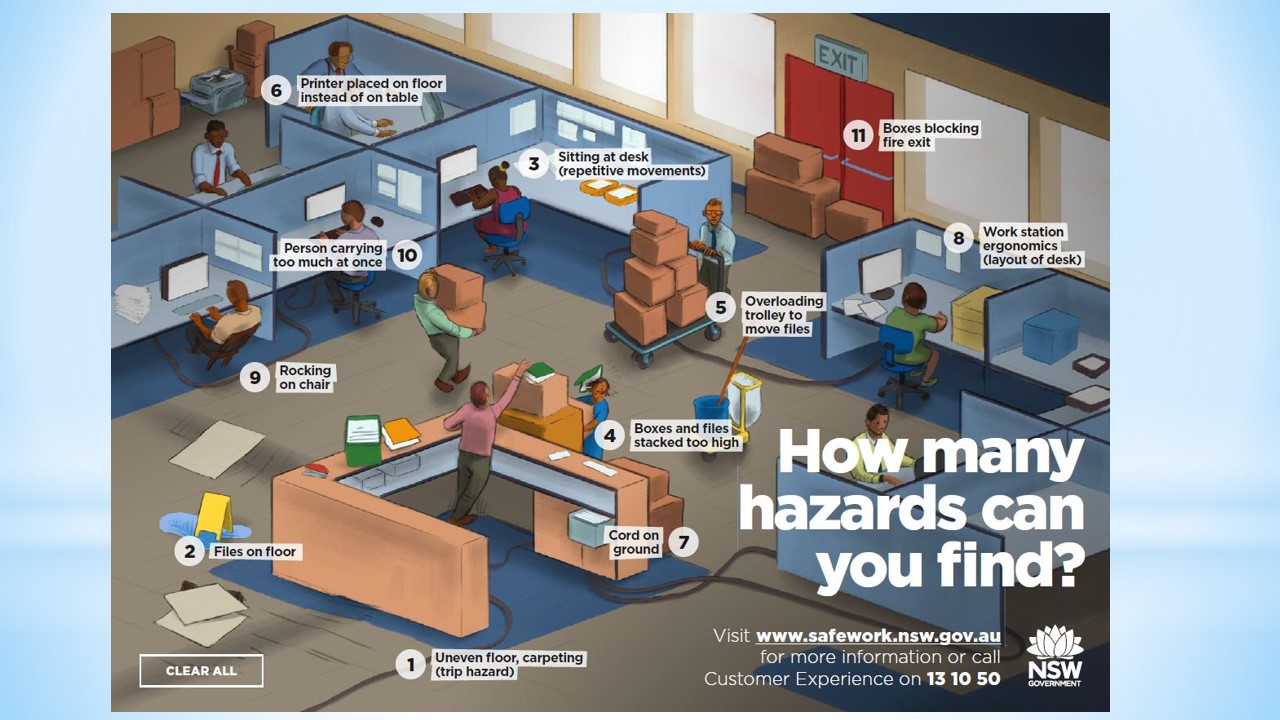 EXIT
6
Printer placed on floor
instead of on table
11
Boxes blocking
fire exit
3
Sitting at desk
(repetitive movements)
8
Work station
ergonomics
(layout of desk)
Person carrying
too much at once
10
5
Overloading
trolley to
move files
9
Rocking
on chair
4
Boxes and files
stacked too high
How many
hazards can
you find?
2
Files on floor
Cord on
ground
7
1
Uneven floor, carpeting
(trip hazard)
CLEAR ALL
Visit www.safework.nsw.gov.au
for more information or call
Customer Experience on 13 10 50
NSW
GOVERNMENT